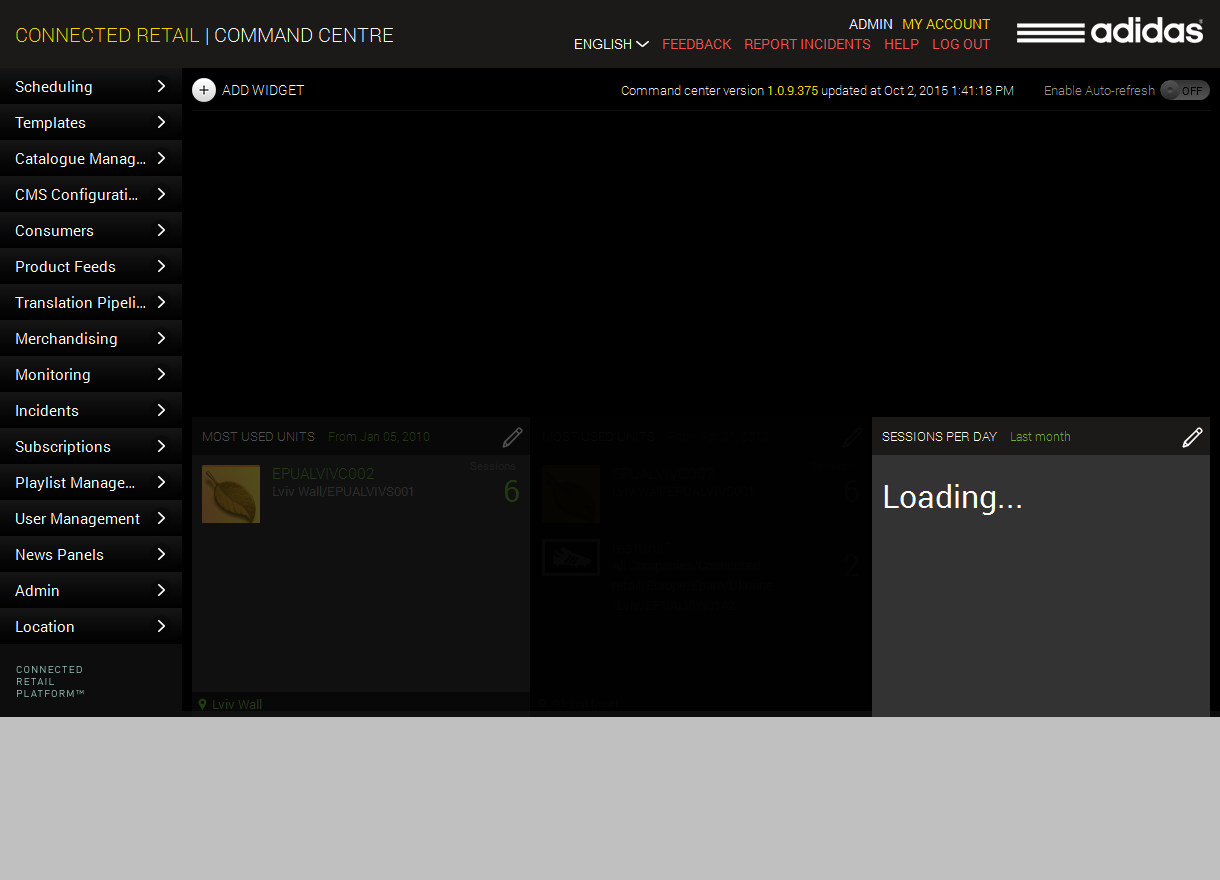 CONNECTED RETAIL | COMMAND CENTRE
ADMIN MY ACCOUNT
ENGLISH FEEDBACK REPORT INCIDENTS HELP LOG OUT
adidas
Scheduling
Templates
Catalogue Manag...
CMS Configurati...
Consumers
Product Feeds
Translation Pipeli...
Merchandising
Monitoring
Incidents
Subscriptions
Playlist Manage...
User Management
News Panels
Admin
Location
CONNECTED
RETAIL
PLATFORM™
ADD WIDGET
Command center version 1.0.9.375 updated at Oct 2, 2015 1:41:18 PM
Enable Auto-refresh OFF
MOST USED UNITS From Jan 05, 2010
Sessions
EPUALVIVC002
Lviv Wall/EPUALVIVS001
6
Lviv Wall
MOST USED UNITS
6
2
SESSIONS PER DAY Last month
Loading...